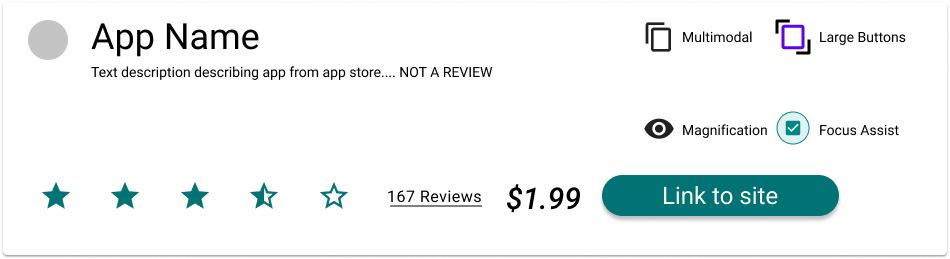 App Name
Text description describing app from app store.... NOT A REVIEW
Multimodal
Large Buttons
Magnification
Focus Assist
167 Reviews
$1.99
Link to site